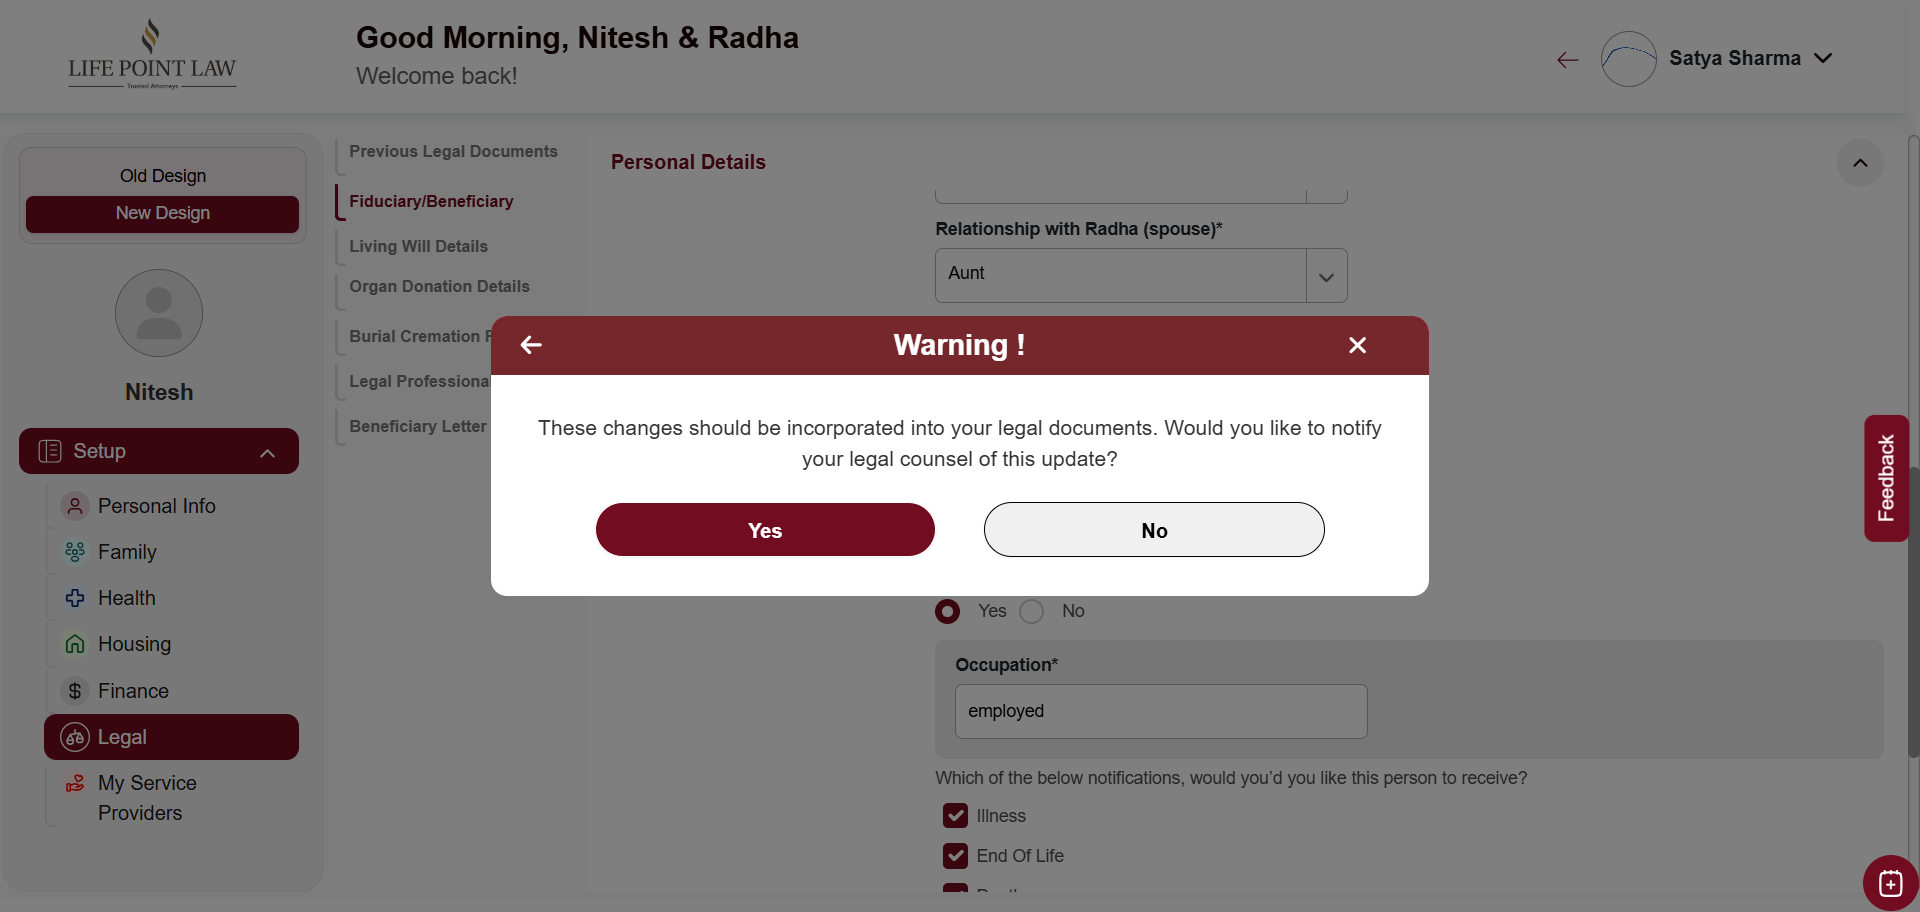 LIFE POINT LAW
Trusted Attorneys
Good Morning, Nitesh & Radha
Welcome back!
Satya Sharma
Old Design
New Design
Nitesh
Setup
Personal Info
Family
Health
Housing
Finance
Legal
My Service
Providers
Previous Legal Documents
Fiduciary/Beneficiary
Living Will Details
Organ Donation Details
Burial Cremation
Legal Professional
Beneficiary Letter
Personal Details
Relationship with Radha (spouse)*
Aunt
Warning !
These changes should be incorporated into your legal documents. Would you like to notify
your legal counsel of this update?
Yes
No
Yes No
Occupation*
employed
Which of the below notifications, would you'd you like this person to receive?
Illness
End Of Life
Feedback